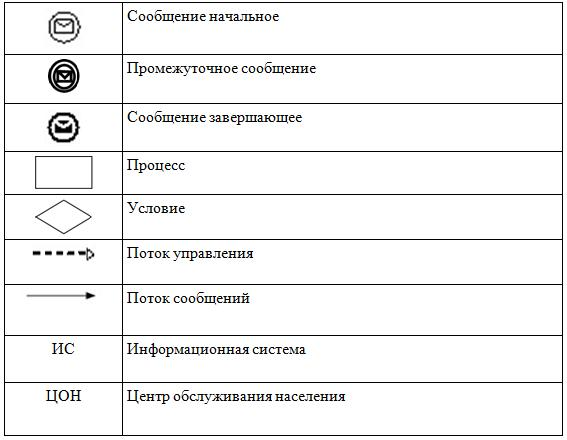 Сообщение начальное
Промежуточное сообщение
Сообщение завершающее
Процесс
Условие
Поток управления
Поток сообщений
ИС Информационная система
ЦОН Центр обслуживания населения